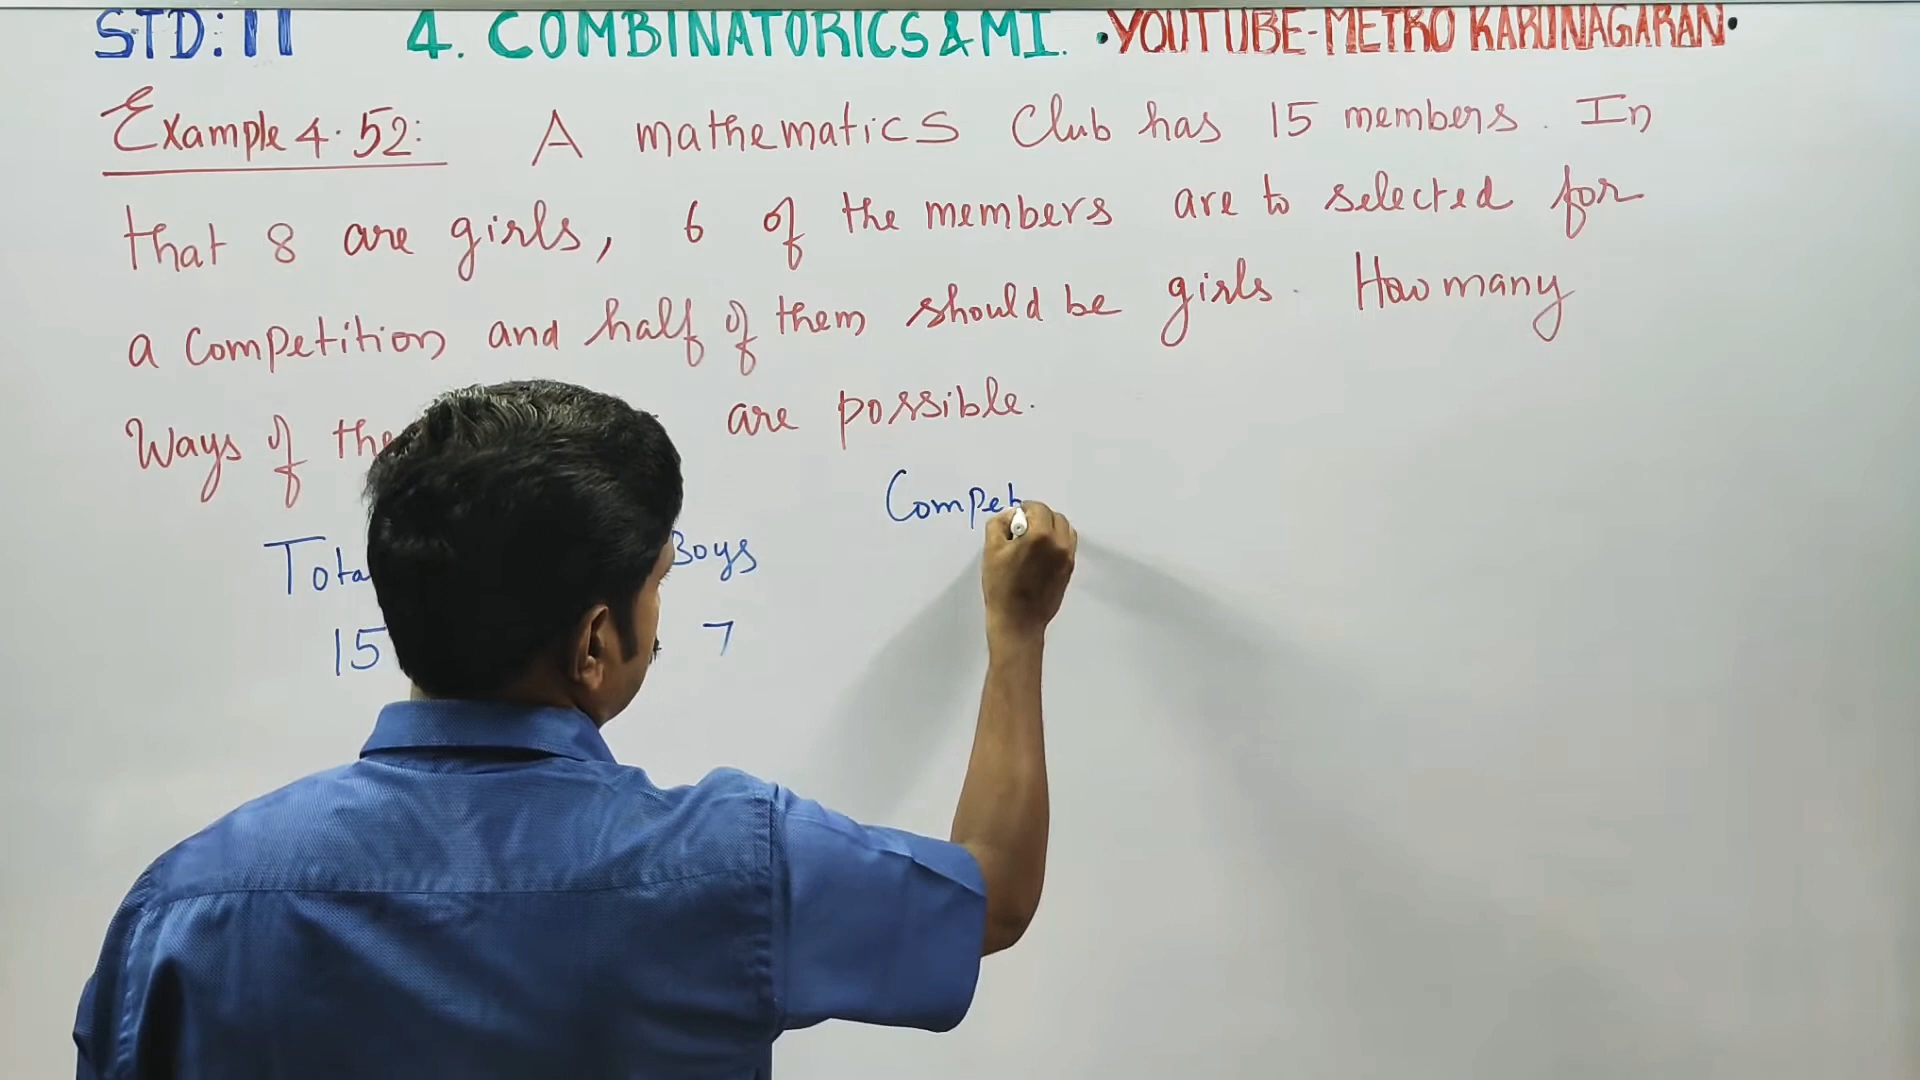 STD: 11 4. COMBINATORICS & MI. • YOUTUBE-METRO KARUNAGARAN •
Example 4.52: A mathematics Club has 15 members. In
that 8 are girls, 6 of the members are to selected for
a Competition and half of them should be girls. How many
Ways of are possible.
Compet
Boys
15 7